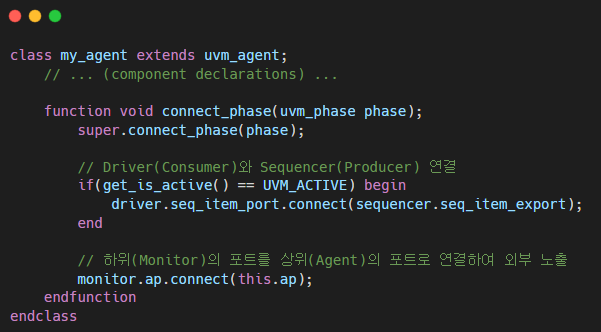 class my_agent extends uvm_agent;
    // ... (component declarations) ...

    function void connect_phase(uvm_phase phase);
        super.connect_phase(phase);

        // Driver(Consumer)와 Sequencer(Producer) 연결
        if(get_is_active() == UVM_ACTIVE) begin
            driver.seq_item_port.connect(sequencer.seq_item_export);
        end

        // 하위(Monitor)의 포트를 상위(Agent)의 포트로 연결하여 외부 노출
        monitor.ap.connect(this.ap);
    endfunction
endclass